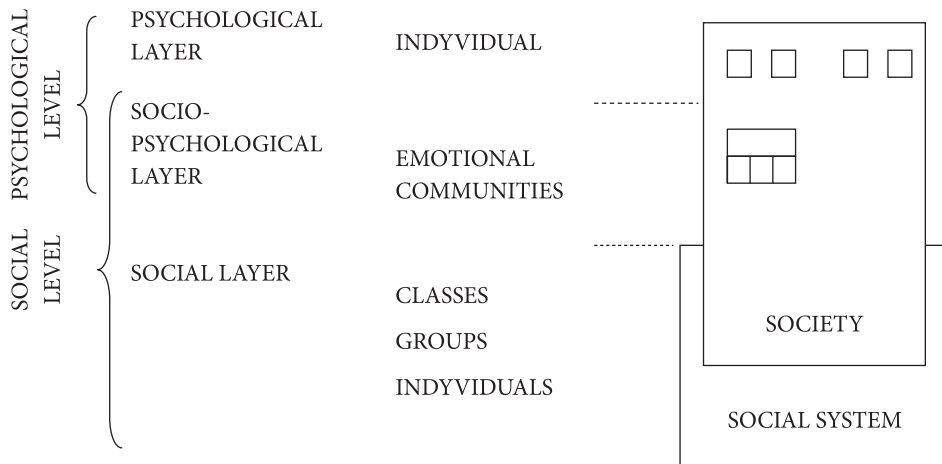 PSYCHOLOGICAL
LEVEL
SOCIAL
LEVEL
PSYCHOLOGICAL
LAYER
SOCIO-
PSYCHOLOGICAL
LAYER
SOCIAL LAYER
INDYVIDUAL
EMOTIONAL
COMMUNITIES
CLASSES
GROUPS
INDYVIDUALS
SOCIETY
SOCIAL SYSTEM